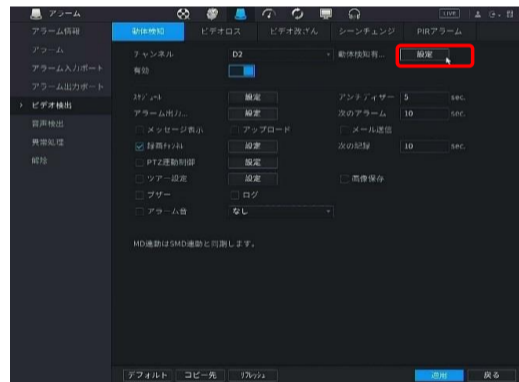 アラーム LIVE
アラーム情報
アラーム
アラーム入力ポート
アラーム出力ポート
ビデオ検出
音声検出
異常処理
解除
動体検知 ビデオロス ビデオ改ざん シーンチェンジ PIRアラーム
チャンネル D2 動体検知有... 設定
有効
ｽｹｼﾞｭｰﾙ 設定 アンチディザー 5 sec.
アラーム出力... 設定 次のアラーム 10 sec.
メッセージ表示 アップロード メール送信
録画ﾁｬﾝﾈﾙ 設定 次の記録 10 sec.
PTZ連動制御 設定
ツアー設定 設定 画像保存
ブザー ログ
アラーム音 なし
MD連動はSMD連動と同期します。
デフォルト コピー先 ﾘﾌﾚｯｼｭ 適用 戻る